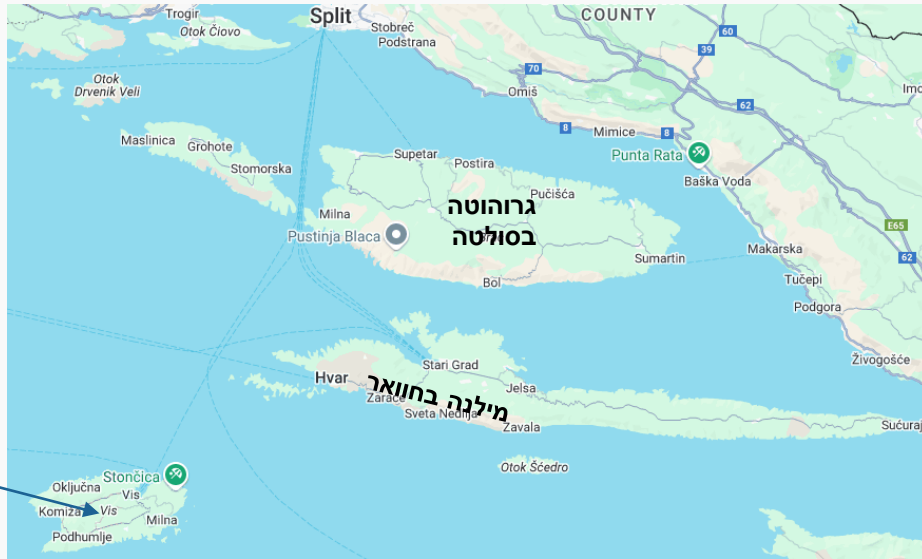 Trogir
Split
COUNTY
Otok Čiovo
Stobreč
Podstrana
60
39
Otok
Drvenik Veli
70
Omiš
62
Imo
Maslinica
Grohote
8
Mimice
8
Supetar
Postira
Punta Rata
Stomorska
Baška Voda
Pučišća
Milna
גרוהוטה
בסולטה
Pustinja Blaca
E65
Sumartin
Makarska
62
Bol
Tučepi
Podgora
Stari Grad
Živogošće
Hvar
מילנה בחוואר
Jelsa
Zaraće
Sveta Nedilja
Zavala
Sućuraj
Otok Šćedro
Stončica
Oključna
Vis
Komiža
Vis
Milna
Podhumlje